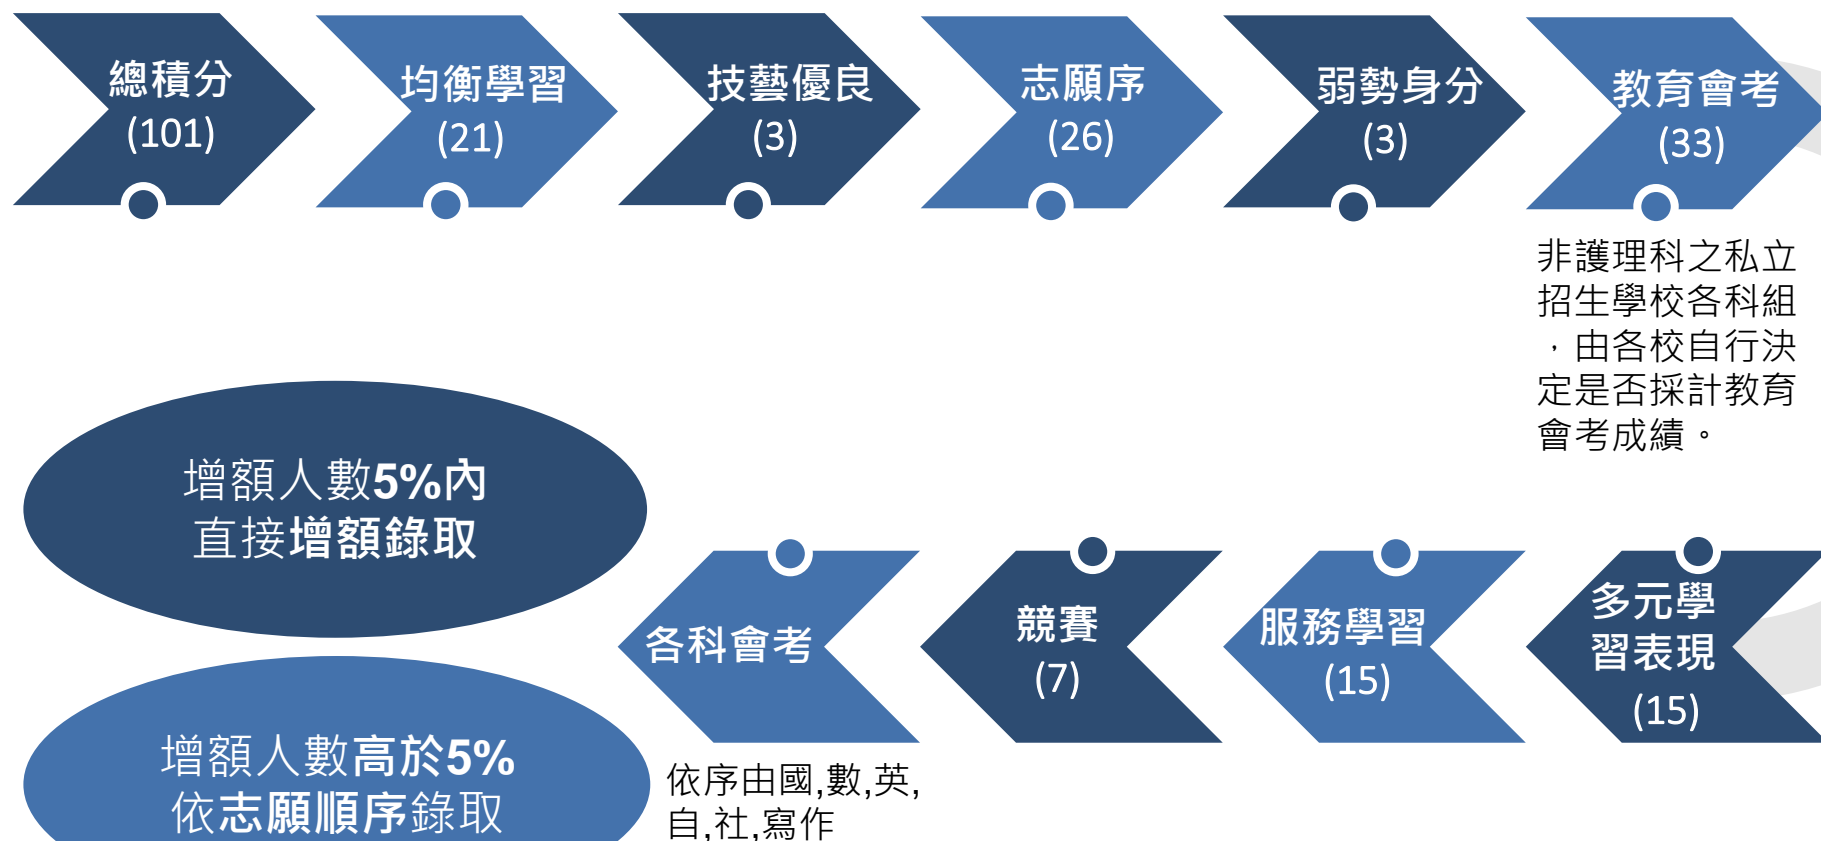 總積分
(101)
均衡學習
(21)
技藝優良
(3)
志願序
(26)
弱勢身分
(3)
教育會考
(33)
非護理科之私立
招生學校各科組
，由各校自行決
定是否採計教育
會考成績。
多元學
習表現
(15)
服務學習
(15)
競賽
(7)
各科會考
依序由國,數,英,
自,社,寫作
增額人數5%內
直接增額錄取
增額人數高於5%
依志願順序錄取